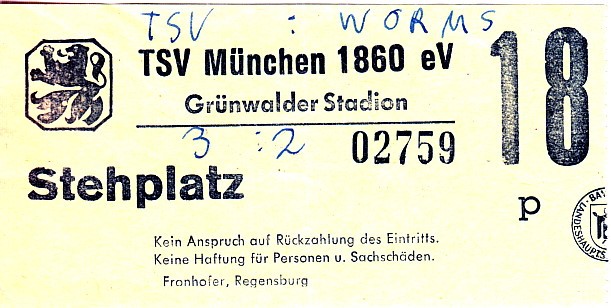 TSV : WORMS
TSV München 1860 eV
18
Grünwalder Stadion
3 : 2
02759
Stehplatz
p
Kein Anspruch auf Rückzahlung des Eintritts.
Keine Haftung für Personen u. Sachschäden.
Fronhofer, Regensburg